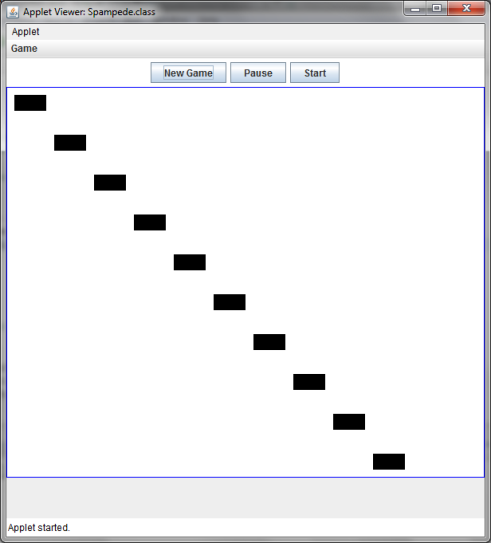 Applet Viewer: Spampede.class
Applet
Game
New Game Pause Start
Applet started.